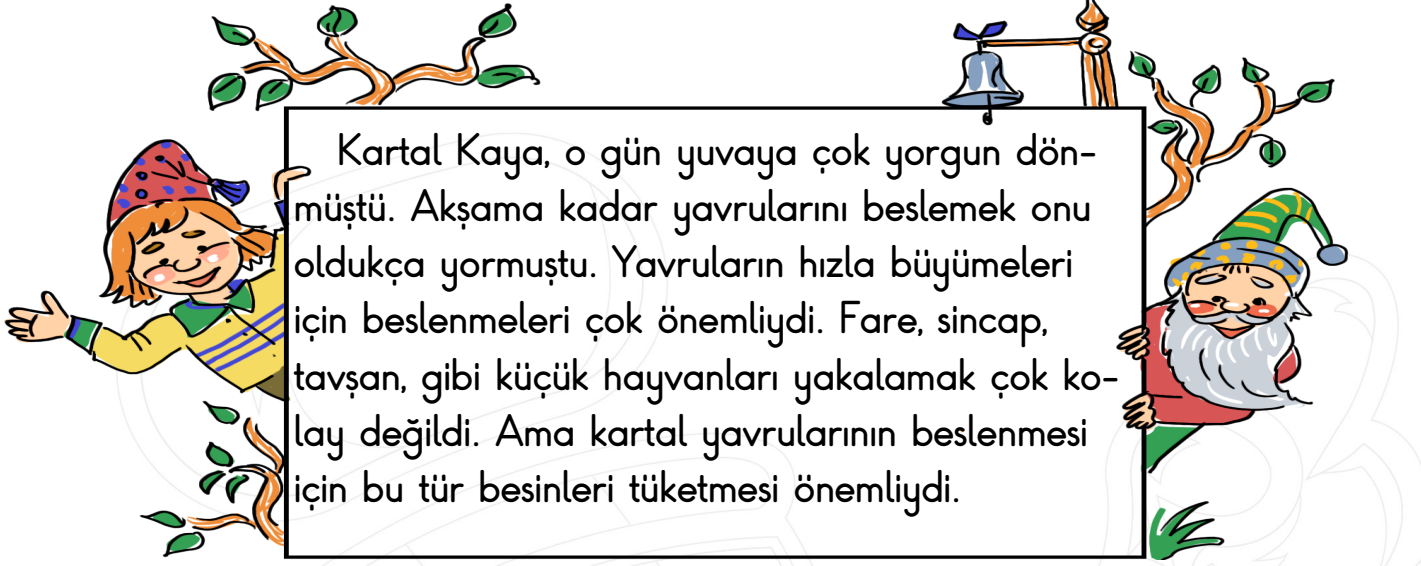 Kartal Kaya, o gün yuvaya çok yorgun dön-
müştü. Akşama kadar yavrularını beslemek onu
oldukça yormuştu. Yavruların hızla büyümeleri
için beslenmeleri çok önemliydi. Fare, sincap,
tavşan, gibi küçük hayvanları yakalamak çok ko-
lay değildi. Ama kartal yavrularının beslenmesi
için bu tür besinleri tüketmesi önemliydi.